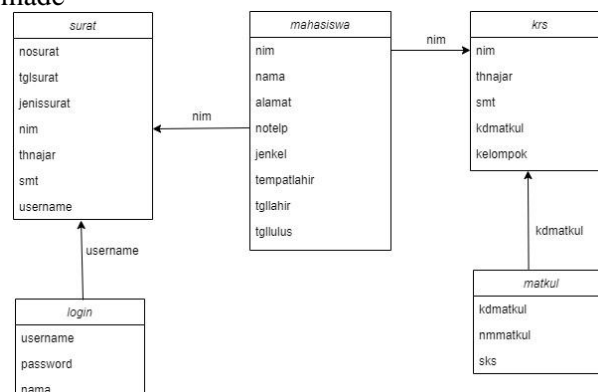 made
surat
nosurat
tglsurat
jenissurat
nim
thnajar
smt
username
nim
mahasiswa
nim
nama
alamat
notelp
jenkel
tempatlahir
tgllahir
tgllulus
nim
krs
nim
thnajar
smt
kdmatkul
kelompok
username
kdmatkul
login
username
password
nama
matkul
kdmatkul
nmmatkul
sks